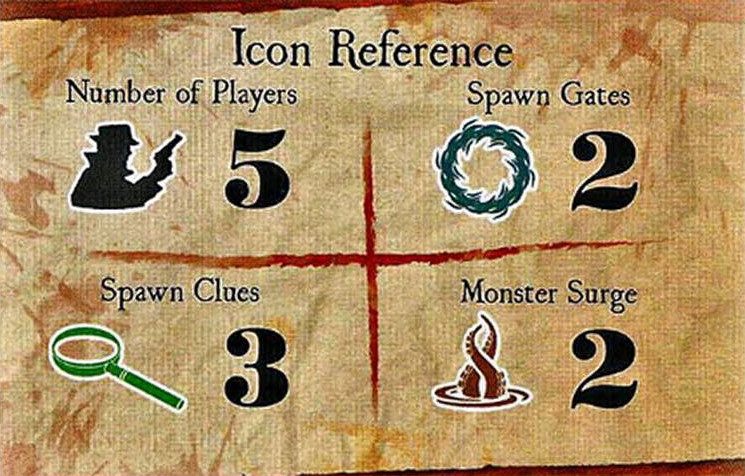 Icon Reference
Number of Players
5
Spawn Gates
2
Spawn Clues
3
Monster Surge
2